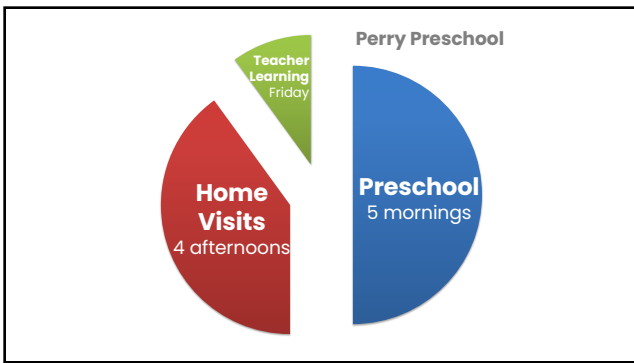 Perry Preschool
Teacher
Learning
Friday
Home
Visits
4 afternoons
Preschool
5 mornings